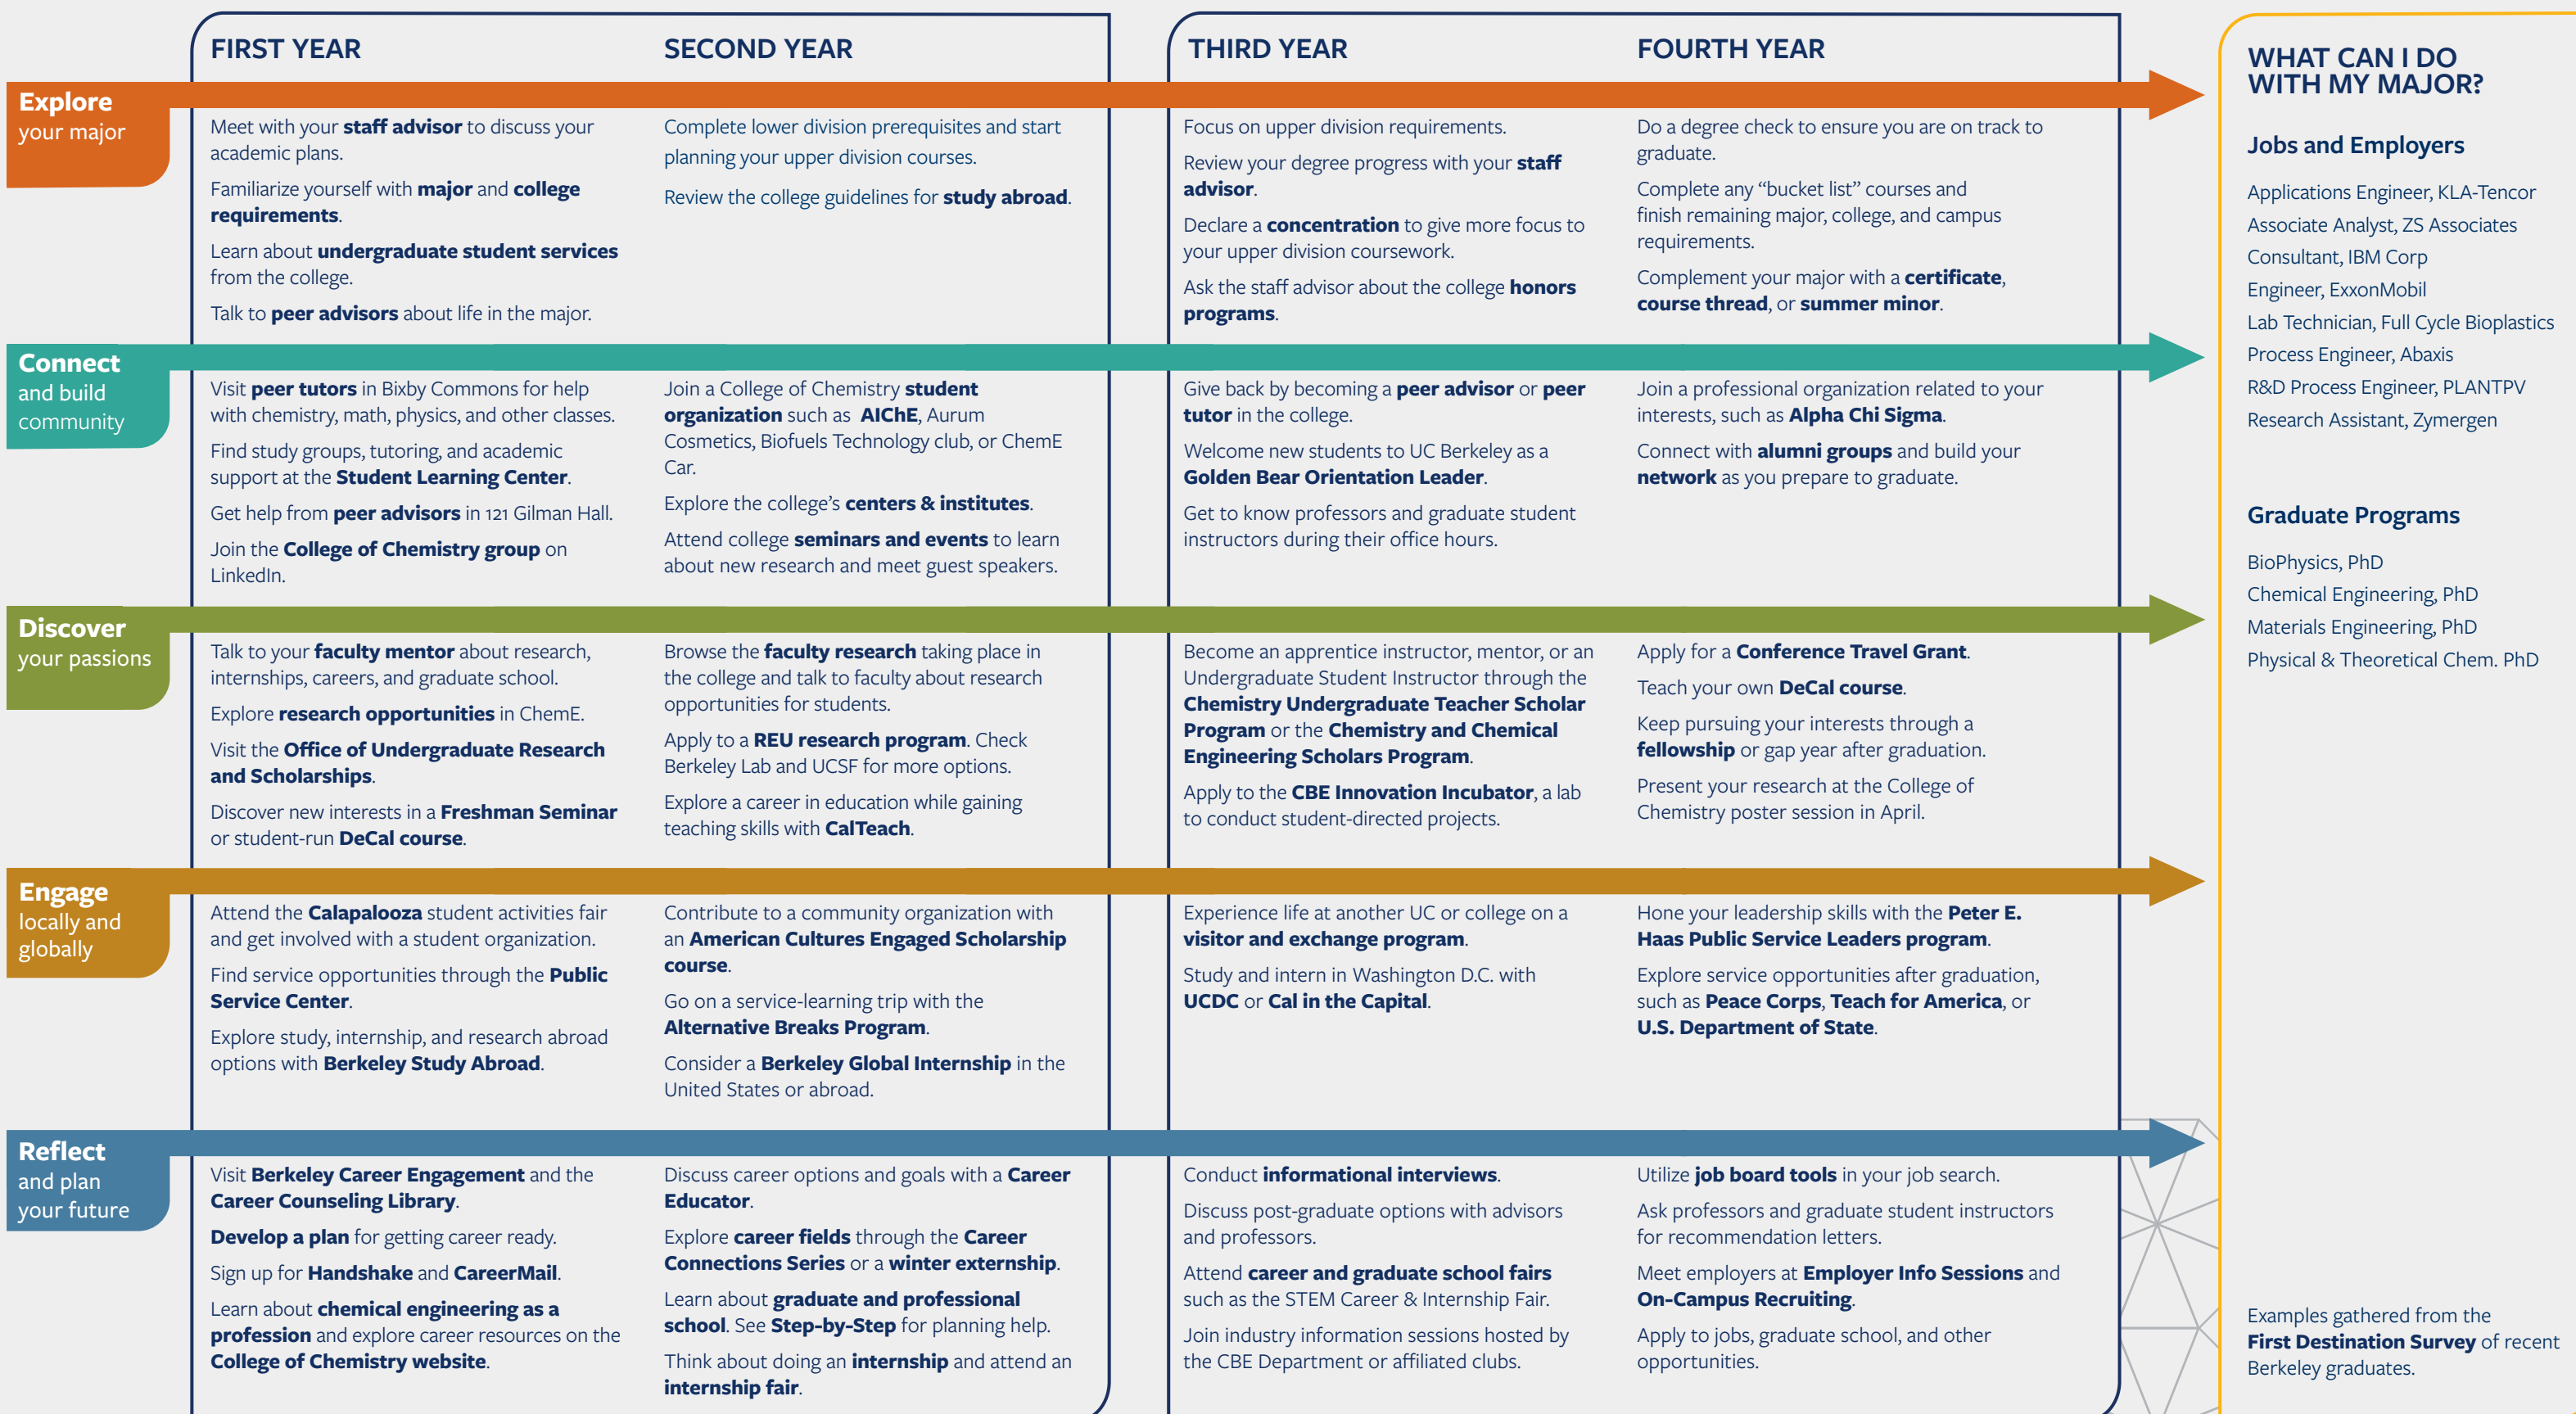 FIRST YEAR
SECOND YEAR
THIRD YEAR
FOURTH YEAR
Explore
your major
Meet with your staff advisor to discuss your
academic plans.
Familiarize yourself with major and college
requirements.
Learn about undergraduate student services
from the college.
Talk to peer advisors about life in the major.
Complete lower division prerequisites and start
planning your upper division courses.
Review the college guidelines for study abroad.
Focus on upper division requirements.
Review your degree progress with your staff
advisor.
Declare a concentration to give more focus to
your upper division coursework.
Ask the staff advisor about the college honors
programs.
Do a degree check to ensure you are on track to
graduate.
Complete any “bucket list” courses and
finish remaining major, college, and campus
requirements.
Complement your major with a certificate,
course thread, or summer minor.
Connect
and build
community
Visit peer tutors in Bixby Commons for help
with chemistry, math, physics, and other classes.
Find study groups, tutoring, and academic
support at the Student Learning Center.
Get help from peer advisors in 121 Gilman Hall.
Join the College of Chemistry group on
LinkedIn.
Join a College of Chemistry student
organization such as AIChE, Aurum
Cosmetics, Biofuels Technology club, or ChemE
Car.
Explore the college’s centers & institutes.
Attend college seminars and events to learn
about new research and meet guest speakers.
Give back by becoming a peer advisor or peer
tutor in the college.
Welcome new students to UC Berkeley as a
Golden Bear Orientation Leader.
Get to know professors and graduate student
instructors during their office hours.
Join a professional organization related to your
interests, such as Alpha Chi Sigma.
Connect with alumni groups and build your
network as you prepare to graduate.
Discover
your passions
Talk to your faculty mentor about research,
internships, careers, and graduate school.
Explore research opportunities in ChemE.
Visit the Office of Undergraduate Research
and Scholarships.
Discover new interests in a Freshman Seminar
or student-run DeCal course.
Browse the faculty research taking place in
the college and talk to faculty about research
opportunities for students.
Apply to a REU research program. Check
Berkeley Lab and UCSF for more options.
Explore a career in education while gaining
teaching skills with CalTeach.
Become an apprentice instructor, mentor, or an
Undergraduate Student Instructor through the
Chemistry Undergraduate Teacher Scholar
Program or the Chemistry and Chemical
Engineering Scholars Program.
Apply to the CBE Innovation Incubator, a lab
to conduct student-directed projects.
Apply for a Conference Travel Grant.
Teach your own DeCal course.
Keep pursuing your interests through a
fellowship or gap year after graduation.
Present your research at the College of
Chemistry poster session in April.
Engage
locally and
globally
Attend the Calapalooza student activities fair
and get involved with a student organization.
Find service opportunities through the Public
Service Center.
Explore study, internship, and research abroad
options with Berkeley Study Abroad.
Contribute to a community organization with
an American Cultures Engaged Scholarship
course.
Go on a service-learning trip with the
Alternative Breaks Program.
Consider a Berkeley Global Internship in the
United States or abroad.
Experience life at another UC or college on a
visitor and exchange program.
Study and intern in Washington D.C. with
UCDC or Cal in the Capital.
Hone your leadership skills with the Peter E.
Haas Public Service Leaders program.
Explore service opportunities after graduation,
such as Peace Corps, Teach for America, or
U.S. Department of State.
Reflect
and plan
your future
Visit Berkeley Career Engagement and the
Career Counseling Library.
Develop a plan for getting career ready.
Sign up for Handshake and CareerMail.
Learn about chemical engineering as a
profession and explore career resources on the
College of Chemistry website.
Discuss career options and goals with a Career
Educator.
Explore career fields through the Career
Connections Series or a winter externship.
Learn about graduate and professional
school. See Step-by-Step for planning help.
Think about doing an internship and attend an
internship fair.
Conduct informational interviews.
Discuss post-graduate options with advisors
and professors.
Attend career and graduate school fairs
such as the STEM Career & Internship Fair.
Join industry information sessions hosted by
the CBE Department or affiliated clubs.
Utilize job board tools in your job search.
Ask professors and graduate student instructors
for recommendation letters.
Meet employers at Employer Info Sessions and
On-Campus Recruiting.
Apply to jobs, graduate school, and other
opportunities.
WHAT CAN I DO
WITH MY MAJOR?
Jobs and Employers
Applications Engineer, KLA-Tencor
Associate Analyst, ZS Associates
Consultant, IBM Corp
Engineer, ExxonMobil
Lab Technician, Full Cycle Bioplastics
Process Engineer, Abaxis
R&D Process Engineer, PLANTPV
Research Assistant, Zymergen
Graduate Programs
BioPhysics, PhD
Chemical Engineering, PhD
Materials Engineering, PhD
Physical & Theoretical Chem. PhD
Examples gathered from the
First Destination Survey of recent
Berkeley graduates.